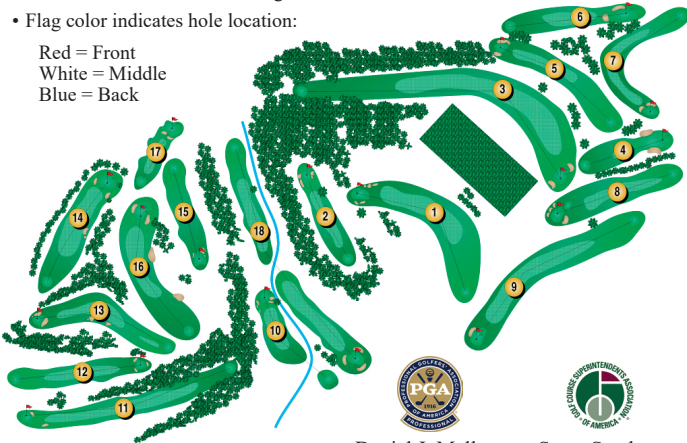 • Flag color indicates hole location:
Red = Front
White = Middle
Blue = Back
6
5
7
3
4
8
17
14
15
18
2
1
16
9
13
10
12
11
PROFESSIONAL GOLFERS' ASSOCIATION
PGA
1916
OF AMERICA
PROFESSIONAL
GOLF COURSE SUPERINTENDENTS ASSOCIATION
OF AMERICA